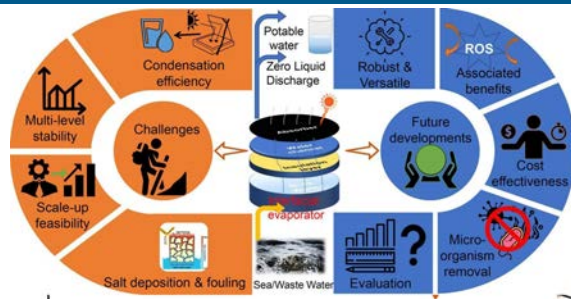 Condensation
efficiency
Multi-level
stability
Challenges
Scale-up
feasibility
Salt deposition & fouling
Potable
water
Zero Liquid
Discharge
Absorber
evaporator
Sea/Waste Water
Robust &
Versatile
ROS
Associated
benefits
Future
developments
Cost
effectiveness
Micro-
organism
removal
Evaluation